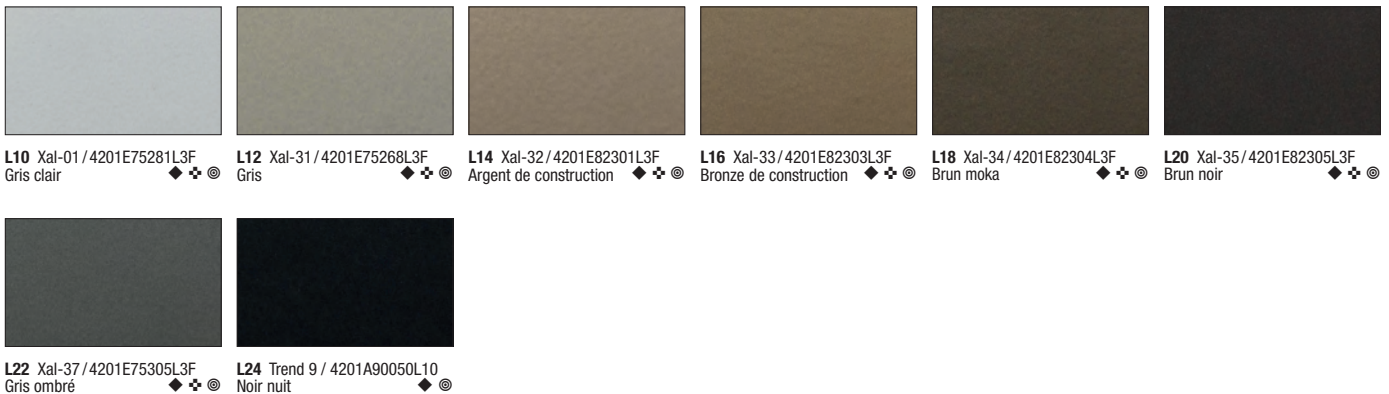 L10 Xal-01 / 4201E75281L3F
Gris clair ◆ ✣ ◎
L12 Xal-31 / 4201E75268L3F
Gris ◆ ✣ ◎
L14 Xal-32 / 4201E82301L3F
Argent de construction ◆ ✣ ◎
L16 Xal-33 / 4201E82303L3F
Bronze de construction ◆ ✣ ◎
L18 Xal-34 / 4201E82304L3F
Brun moka ◆ ✣ ◎
L20 Xal-35 / 4201E82305L3F
Brun noir ◆ ✣ ◎
L22 Xal-37 / 4201E75305L3F
Gris ombré ◆ ✣ ◎
L24 Trend 9 / 4201A90050L10
Noir nuit ◆ ◎